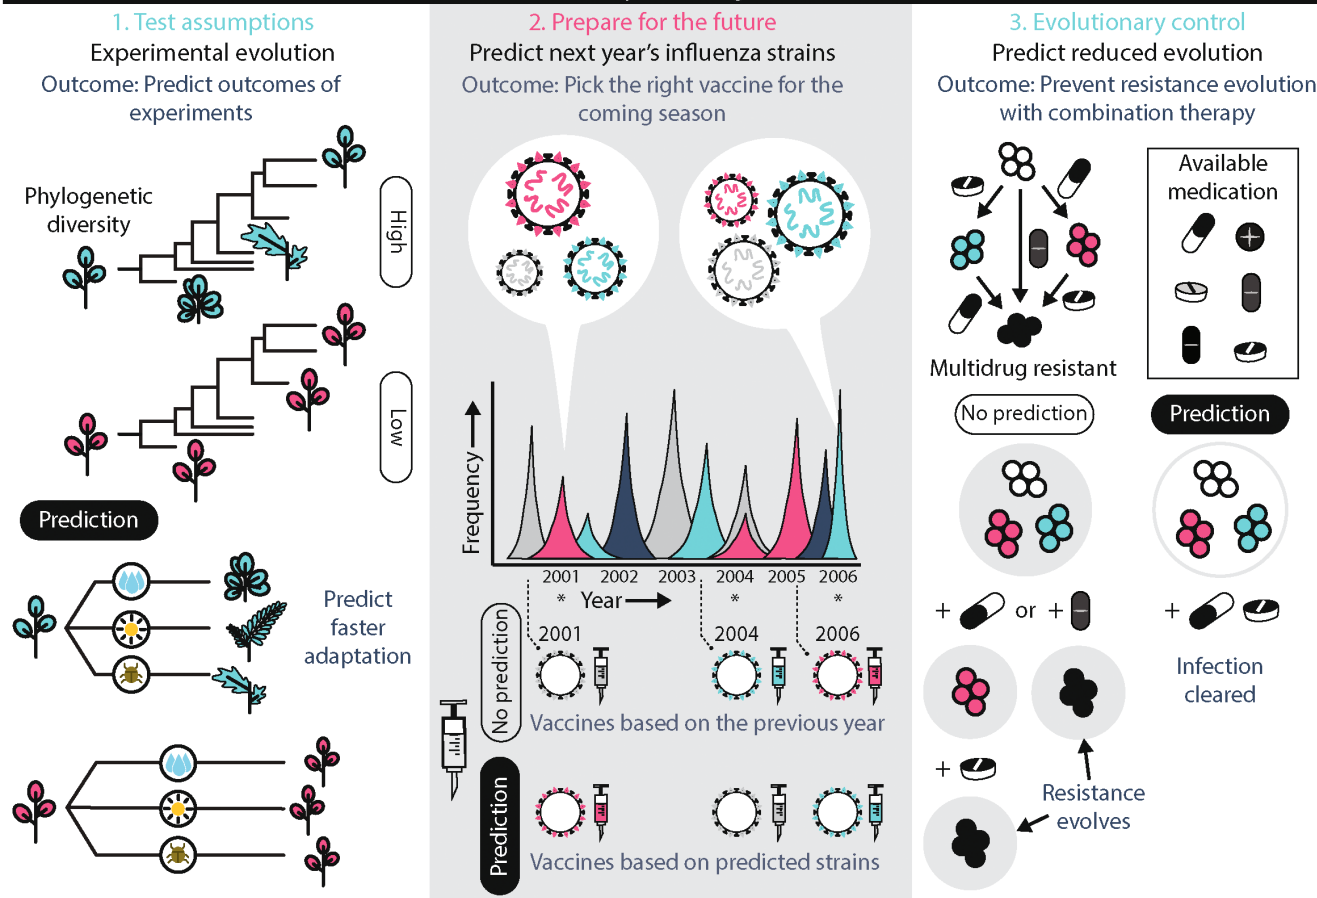 1. Test assumptions
Experimental evolution
Outcome: Predict outcomes of
experiments
Phylogenetic
diversity
High
Low
Prediction
Predict
faster
adaptation
2. Prepare for the future
Predict next year's influenza strains
Outcome: Pick the right vaccine for the
coming season
Frequency
2001 2002 2003 2004 2005 2006
* Year * *
No prediction
2001 2004 2006
Vaccines based on the previous year
Prediction
Vaccines based on predicted strains
3. Evolutionary control
Predict reduced evolution
Outcome: Prevent resistance evolution
with combination therapy
Available
medication
Multidrug resistant
No prediction
Prediction
+ or +
+
Infection
cleared
+
Resistance
evolves